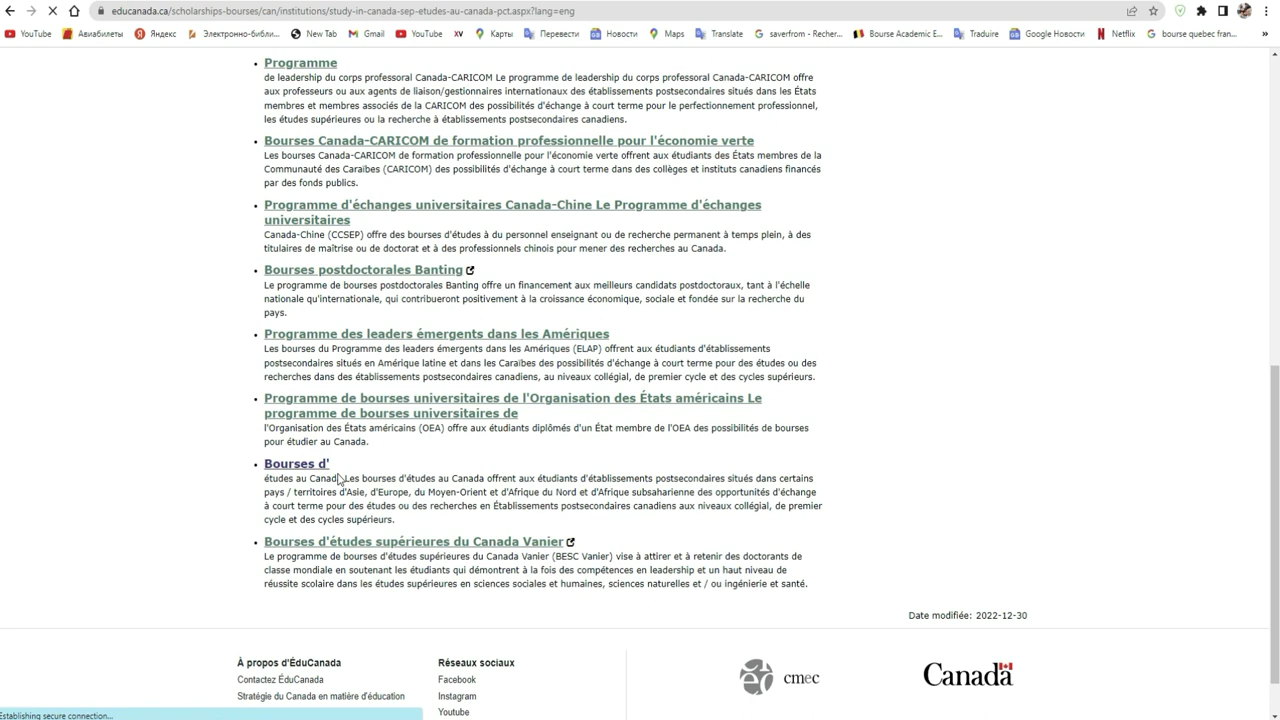 educanada.ca/scholarships-bourses/can/institutions/study-in-canada-sep-etudes-au-canada-pct.aspx?lang=eng
YouTube Авиабилеты Яндекс Электронно-библи... New Tab Gmail YouTube Карты Перевести Новости Maps Translate saverfrom - Recher... Bourse Academic E... Traduire Google Новости Netflix bourse quebec fran... »
Programme
de leadership du corps professoral Canada-CARICOM Le programme de leadership du corps professoral Canada-CARICOM offre
aux professeurs ou aux agents de liaison/gestionnaires internationaux des établissements postsecondaires situés dans les États
membres et membres associés de la CARICOM des possibilités d'échange à court terme pour le perfectionnement professionnel,
les études supérieures ou la recherche à établissements postsecondaires canadiens.
Bourses Canada-CARICOM de formation professionnelle pour l'économie verte
Les bourses Canada-CARICOM de formation professionnelle pour l'économie verte offrent aux étudiants des États membres de la
Communauté des Caraïbes (CARICOM) des possibilités d'échange à court terme dans des collèges et instituts canadiens financés
par des fonds publics.
Programme d'échanges universitaires Canada-Chine Le Programme d'échanges
universitaires
Canada-Chine (CCSEP) offre des bourses d'études à du personnel enseignant ou de recherche permanent à temps plein, à des
titulaires de maîtrise ou de doctorat et à des professionnels chinois pour mener des recherches au Canada.
Bourses postdoctorales Banting
Le programme de bourses postdoctorales Banting offre un financement aux meilleurs candidats postdoctoraux, tant à l'échelle
nationale qu'internationale, qui contribueront positivement à la croissance économique, sociale et fondée sur la recherche du
pays.
Programme des leaders émergents dans les Amériques
Les bourses du Programme des leaders émergents dans les Amériques (ELAP) offrent aux étudiants d'établissements
postsecondaires situés en Amérique latine et dans les Caraïbes des possibilités d'échange à court terme pour des études ou des
recherches dans des établissements postsecondaires canadiens, au niveaux collégial, de premier cycle et des cycles supérieurs.
Programme de bourses universitaires de l'Organisation des États américains Le
programme de bourses universitaires de
l'Organisation des États américains (OEA) offre aux étudiants diplômés d'un État membre de l'OEA des possibilités de bourses
pour étudier au Canada.
Bourses d'
études au Canada Les bourses d'études au Canada offrent aux étudiants d'établissements postsecondaires situés dans certains
pays / territoires d'Asie, d'Europe, du Moyen-Orient et d'Afrique du Nord et d'Afrique subsaharienne des opportunités d'échange
à court terme pour des études ou des recherches en Établissements postsecondaires canadiens aux niveaux collégial, de premier
cycle et des cycles supérieurs.
Bourses d'études supérieures du Canada Vanier
Le programme de bourses d'études supérieures du Canada Vanier (BESC Vanier) vise à attirer et à retenir des doctorants de
classe mondiale en soutenant les étudiants qui démontrent à la fois des compétences en leadership et un haut niveau de
réussite scolaire dans les études supérieures en sciences sociales et humaines, sciences naturelles et / ou ingénierie et santé.
Date modifiée: 2022-12-30
À propos d'ÉduCanada
Contactez ÉduCanada
Stratégie du Canada en matière d'éducation
Réseaux sociaux
Facebook
Instagram
Youtube
cmec
Canada
Establishing secure connection...